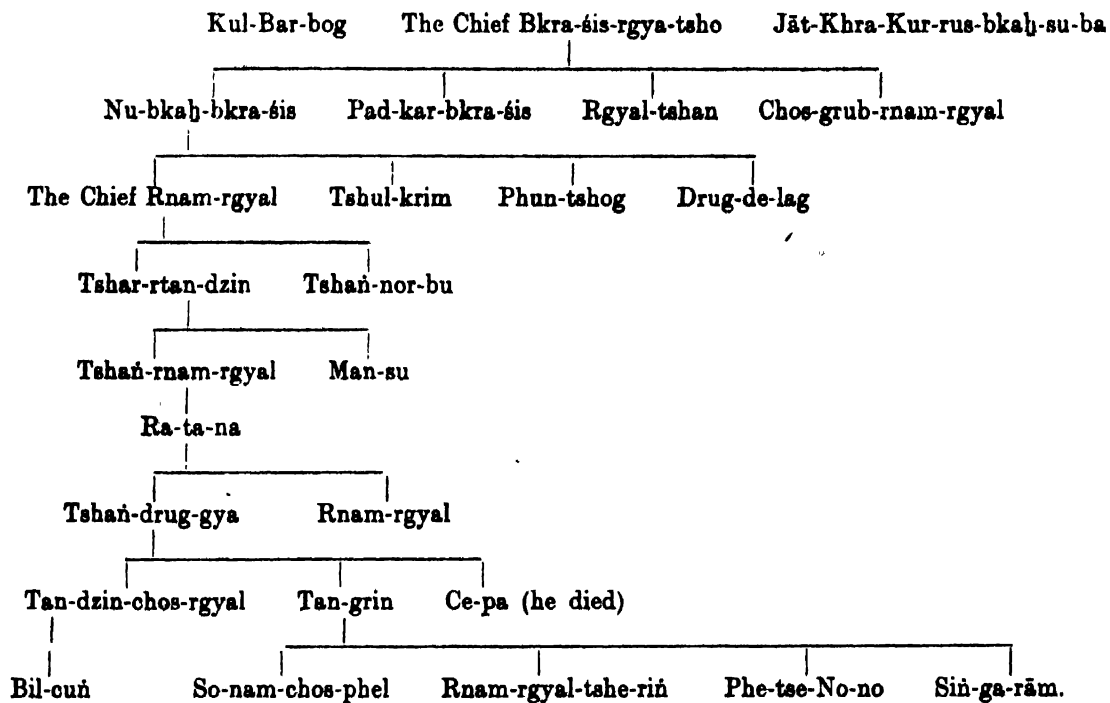 Kul-Bar-bog The Chief Bkra-śis-rgya-tsho Jāt-Khra-Kur-rus-bkaḥ-su-ba
Nu-bkaḥ-bkra-śis Pad-kar-bkra-śis Rgyal-tshan Chos-grub-rnam-rgyal
The Chief Rnam-rgyal Tshul-krim Phun-tshog Drug-de-lag
Tshar-rtan-dzin Tshaṅ-nor-bu
Tshaṅ-rnam-rgyal Man-su
Ra-ta-na
Tshaṅ-drug-gya Rnam-rgyal
Tan-dzin-chos-rgyal Tan-grin Ce-pa (he died)
Bil-cuṅ So-nam-chos-phel Rnam-rgyal-tshe-riṅ Phe-tse-No-no Siṅ-ga-rām.